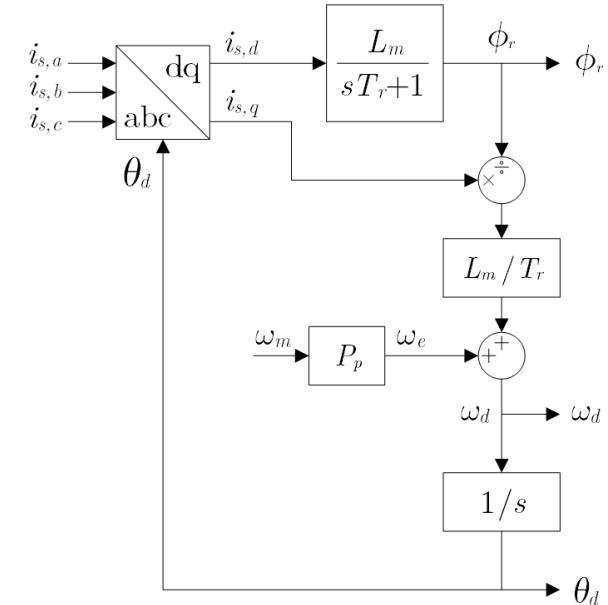 i_{s,a} i_{s,d} L_m ϕ_r ϕ_r
i_{s,b} dq sT_r+1
i_{s,c} abc i_{s,q}
θ_d × ÷
L_m / T_r
ω_m P_p ω_e + +
ω_d ω_d
1/s
θ_d